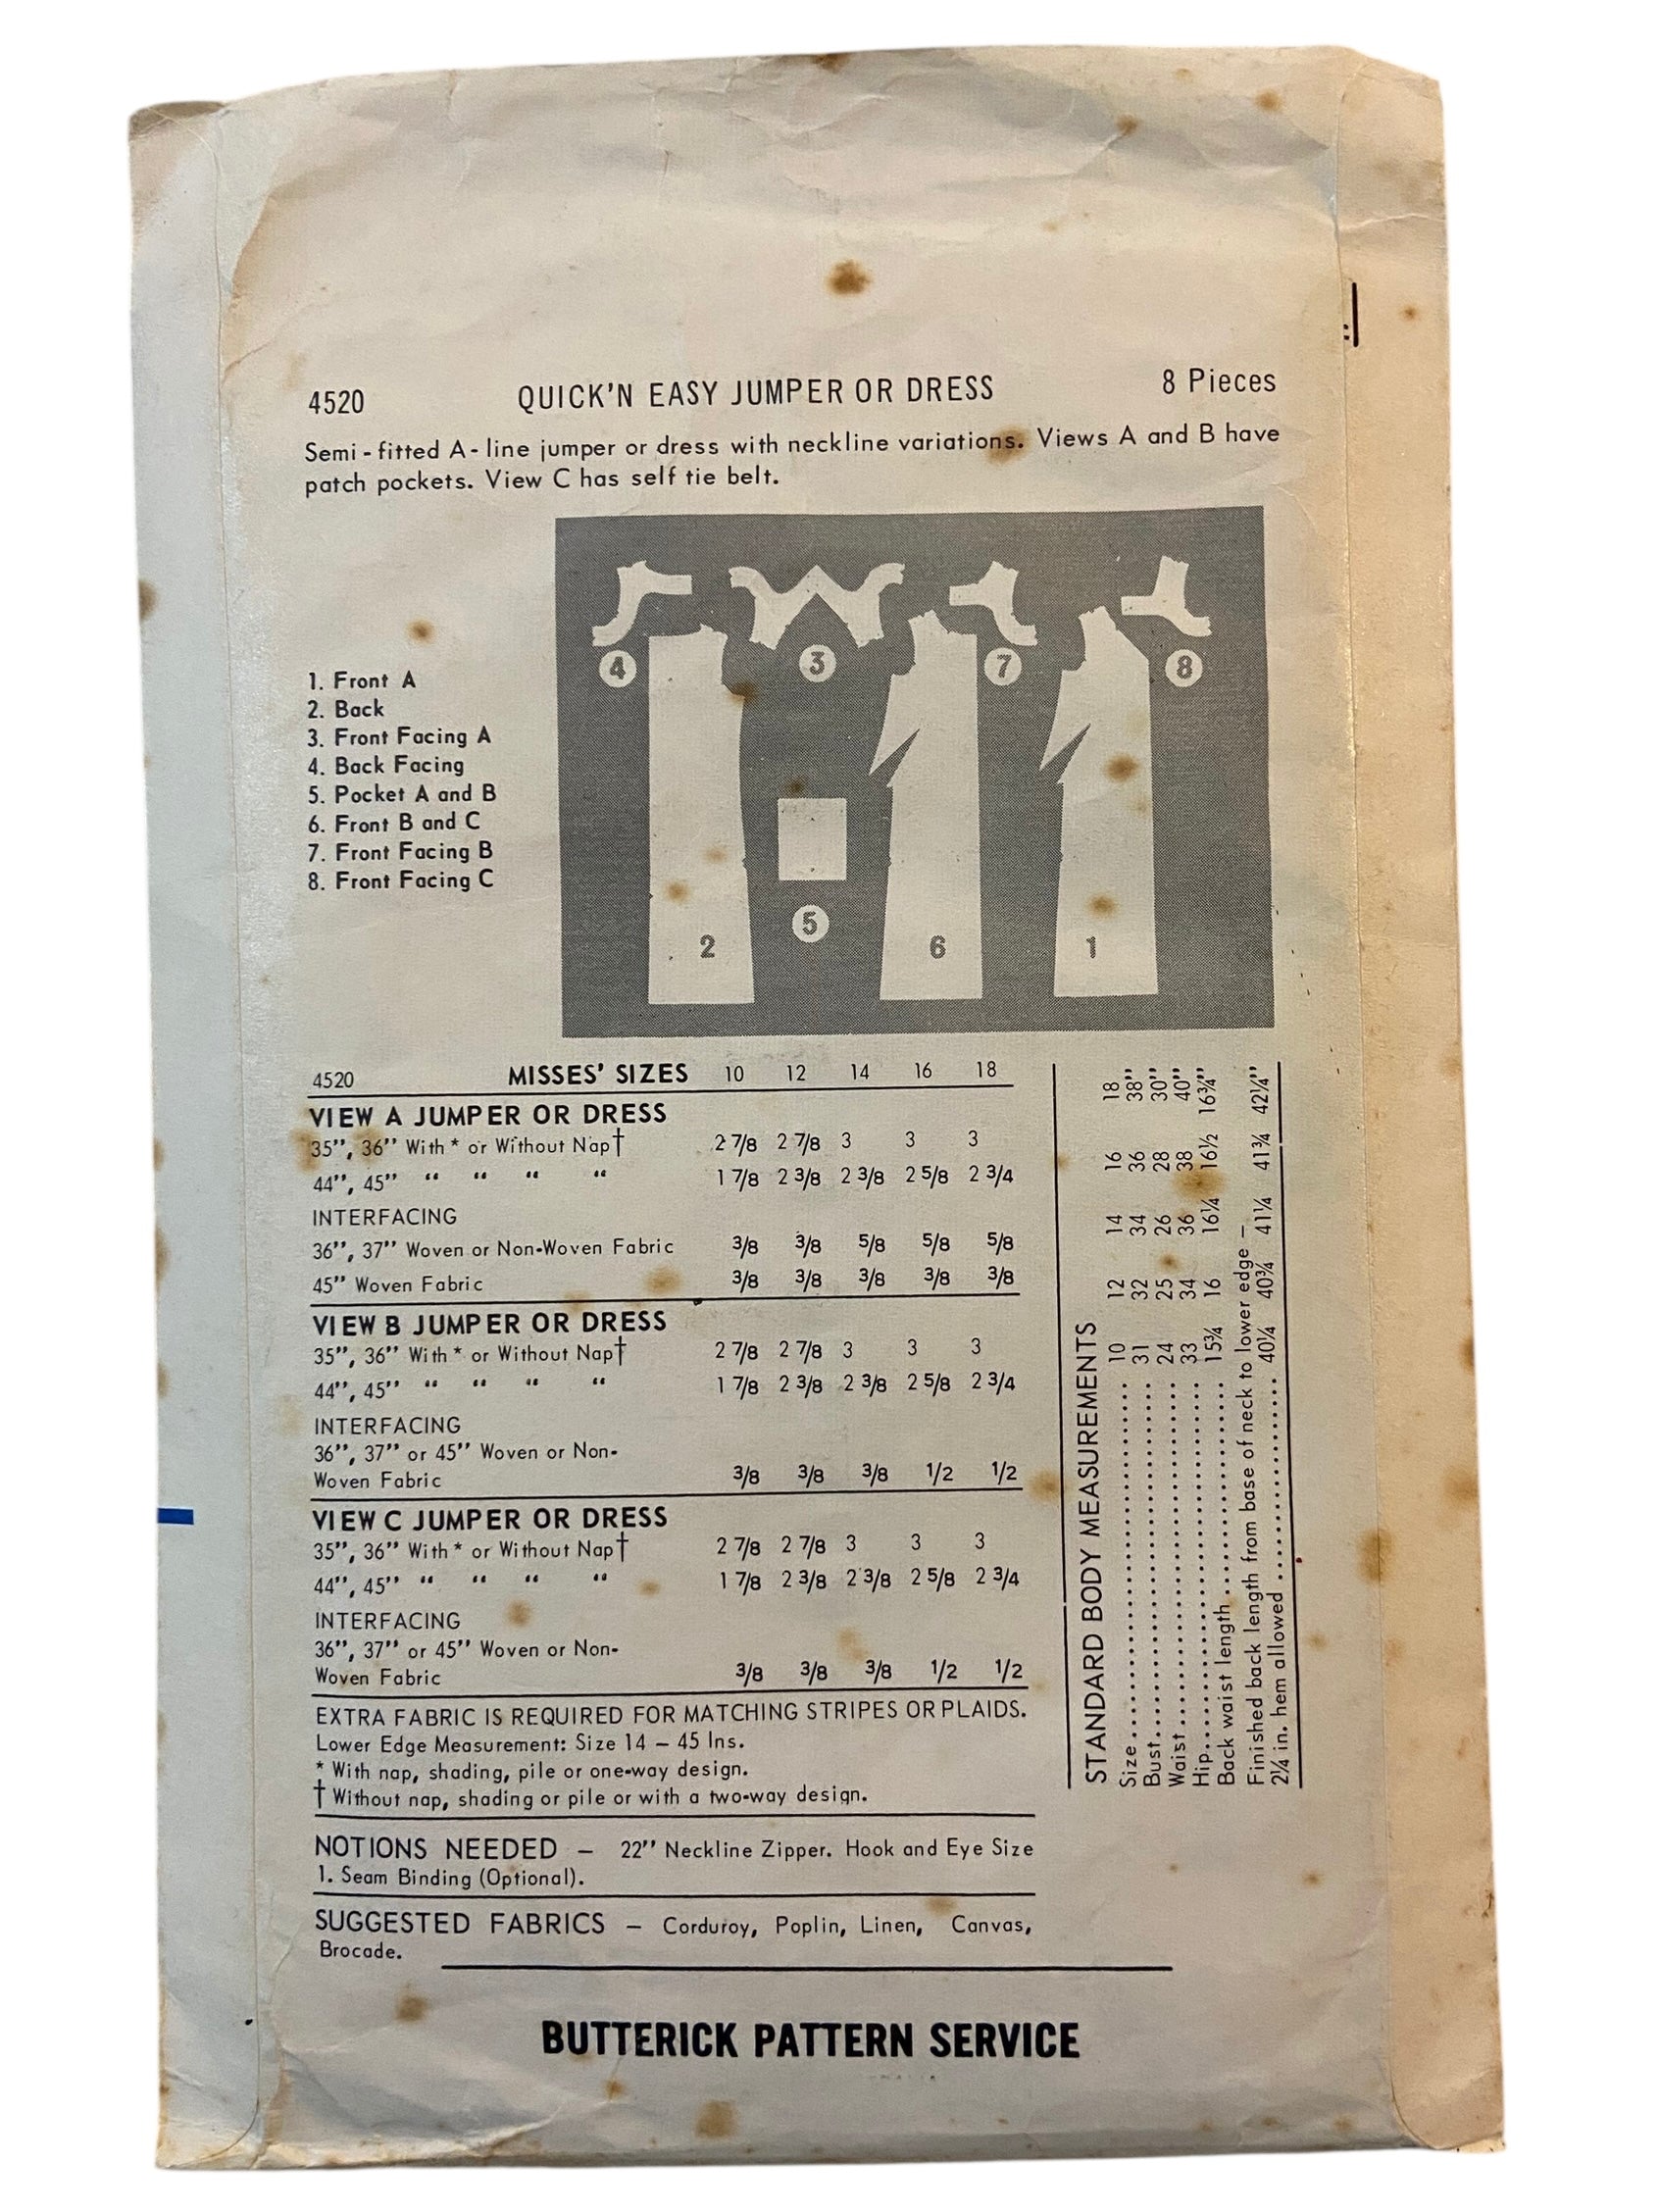 4520 QUICK'N EASY JUMPER OR DRESS 8 Pieces
Semi-fitted A-line jumper or dress with neckline variations. Views A and B have
patch pockets. View C has self tie belt.
1. Front A
2. Back
3. Front Facing A
4. Back Facing
5. Pocket A and B
6. Front B and C
7. Front Facing B
8. Front Facing C
4 3 7 8
5
2 6 1
4520 MISSES' SIZES 10 12 14 16 18
VIEW A JUMPER OR DRESS
35", 36" With * or Without Nap† 2 7/8 2 7/8 3 3 3
44", 45" " " " " 1 7/8 2 3/8 2 3/8 2 5/8 2 3/4
INTERFACING
36", 37" Woven or Non-Woven Fabric 3/8 3/8 5/8 5/8 5/8
45" Woven Fabric 3/8 3/8 3/8 3/8 3/8
VIEW B JUMPER OR DRESS
35", 36" With * or Without Nap† 2 7/8 2 7/8 3 3 3
44", 45" " " " " 1 7/8 2 3/8 2 3/8 2 5/8 2 3/4
INTERFACING
36", 37" or 45" Woven or Non-
Woven Fabric 3/8 3/8 3/8 1/2 1/2
VIEW C JUMPER OR DRESS
35", 36" With * or Without Nap† 2 7/8 2 7/8 3 3 3
44", 45" " " " " 1 7/8 2 3/8 2 3/8 2 5/8 2 3/4
INTERFACING
36", 37" or 45" Woven or Non-
Woven Fabric 3/8 3/8 3/8 1/2 1/2
EXTRA FABRIC IS REQUIRED FOR MATCHING STRIPES OR PLAIDS.
Lower Edge Measurement: Size 14 – 45 Ins.
* With nap, shading, pile or one-way design.
† Without nap, shading or pile or with a two-way design.
NOTIONS NEEDED – 22" Neckline Zipper. Hook and Eye Size
1. Seam Binding (Optional).
SUGGESTED FABRICS – Corduroy, Poplin, Linen, Canvas,
Brocade.
STANDARD BODY MEASUREMENTS
Size 10 12 14 16 18
Bust 31 32 34 36 38"
Waist 24 25 26 28 30"
Hip 33 34 36 38 40"
Back waist length 15¾ 16 16¼ 16½ 16¾"
Finished back length from base of neck to lower edge –
2¼ in. hem allowed 40¼ 40¾ 41¼ 41¾ 42¼"
BUTTERICK PATTERN SERVICE